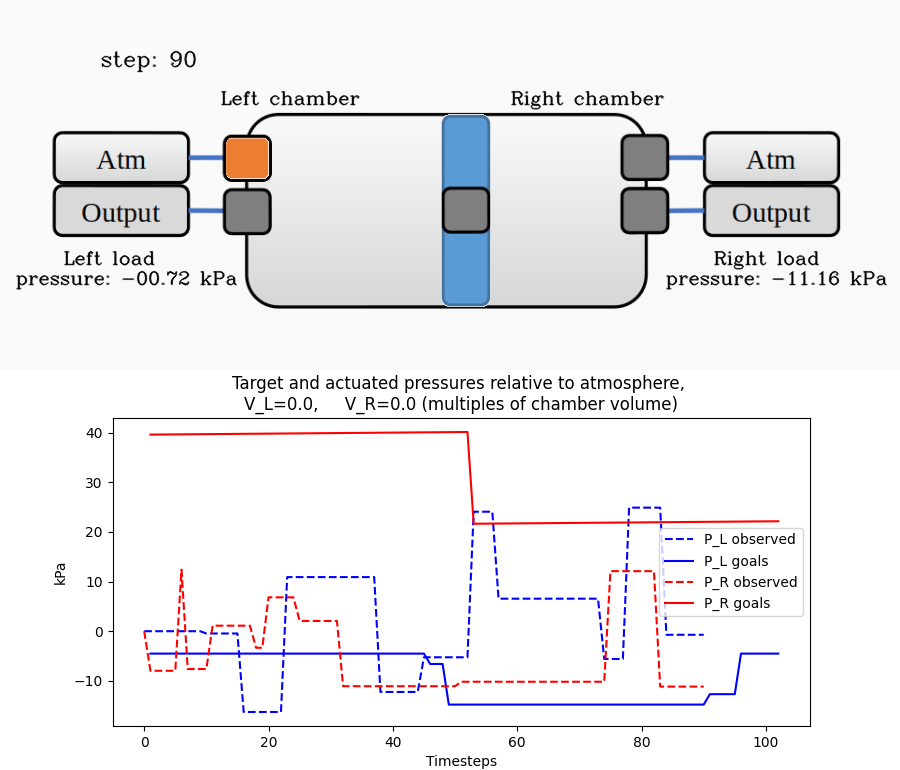 step: 90
Left chamber
Right chamber
Atm
Atm
Output
Output
Left load
pressure: -00.72 kPa
Right load
pressure: -11.16 kPa
Target and actuated pressures relative to atmosphere,
V_L=0.0,     V_R=0.0 (multiples of chamber volume)
40
30
20
10
0
−10
kPa
P_L observed
P_L goals
P_R observed
P_R goals
0
20
40
60
80
100
Timesteps